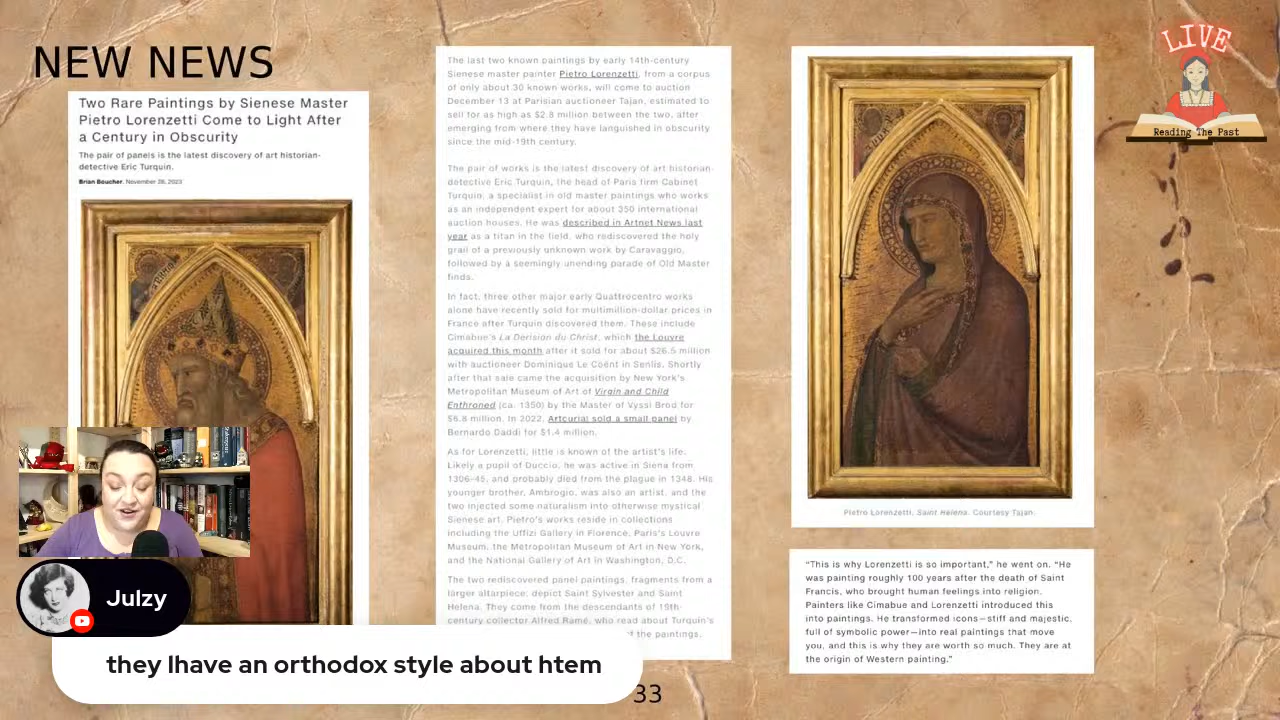 NEW NEWS
Two Rare Paintings by Sienese Master
Pietro Lorenzetti Come to Light After
a Century in Obscurity
The pair of panels is the latest discovery of art historian-
detective Eric Turquin.
Brian Boucher, November 28, 2023
The last two known paintings by early 14th-century
Sienese master painter Pietro Lorenzetti, from a corpus
of only about 30 known works, will come to auction
December 13 at Parisian auctioneer Tajan, estimated to
sell for as high as $2.8 million between the two, after
emerging from where they have languished in obscurity
since the mid-19th century.
The pair of works is the latest discovery of art historian-
detective Eric Turquin, the head of Paris firm Cabinet
Turquin, a specialist in old master paintings who works
as an independent expert for about 350 international
auction houses. He was described in Artnet News last
year as a titan in the field, who rediscovered the holy
grail of a previously unknown work by Caravaggio,
followed by a seemingly unending parade of Old Master
finds.
In fact, three other major early Quattrocentro works
alone have recently sold for multimillion-dollar prices in
France after Turquin discovered them. These include
Cimabue's La Derision du Christ, which the Louvre
acquired this month after it sold for about $26.5 million
with auctioneer Dominique Le Coënt in Senlis. Shortly
after that sale came the acquisition by New York's
Metropolitan Museum of Art of Virgin and Child
Enthroned (ca. 1350) by the Master of Vyssi Brod for
$6.8 million. In 2022, Artcurial sold a small panel by
Bernardo Daddi for $1.4 million.
As for Lorenzetti, little is known of the artist's life.
Likely a pupil of Duccio, he was active in Siena from
1306–45, and probably died from the plague in 1348. His
younger brother, Ambrogio, was also an artist, and the
two injected some naturalism into otherwise mystical
Sienese art. Pietro's works reside in collections
including the Uffizi Gallery in Florence, Paris's Louvre
Museum, the Metropolitan Museum of Art in New York,
and the National Gallery of Art in Washington, D.C.
The two rediscovered panel paintings, fragments from a
larger altarpiece, depict Saint Sylvester and Saint
Helena. They come from the descendants of 19th-
century collector Alfred Ramé, who read about Turquin's
d the paintings.
Pietro Lorenzetti, Saint Helena. Courtesy Tajan.
"This is why Lorenzetti is so important," he went on. "He
was painting roughly 100 years after the death of Saint
Francis, who brought human feelings into religion.
Painters like Cimabue and Lorenzetti introduced this
into paintings. He transformed icons—stiff and majestic,
full of symbolic power—into real paintings that move
you, and this is why they are worth so much. They are at
the origin of Western painting."
LIVE
Reading The Past
Julzy
they lhave an orthodox style about htem
33